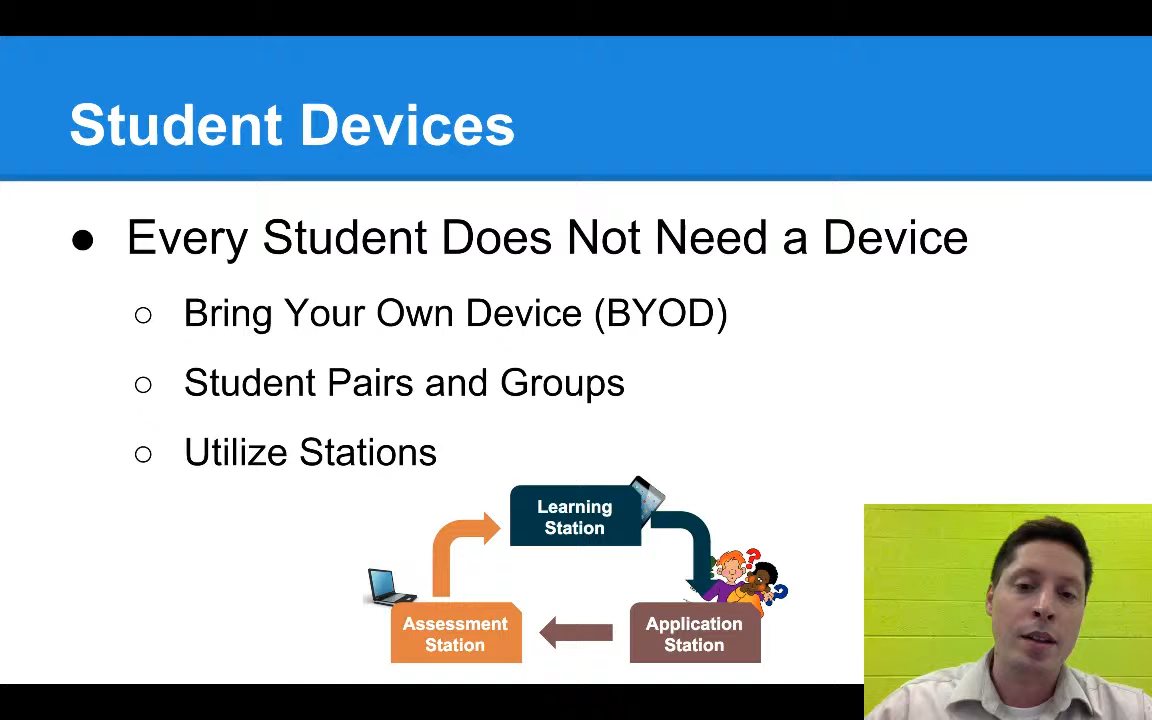 Student Devices
● Every Student Does Not Need a Device
○ Bring Your Own Device (BYOD)
○ Student Pairs and Groups
○ Utilize Stations
Learning
Station
Assessment
Station
Application
Station